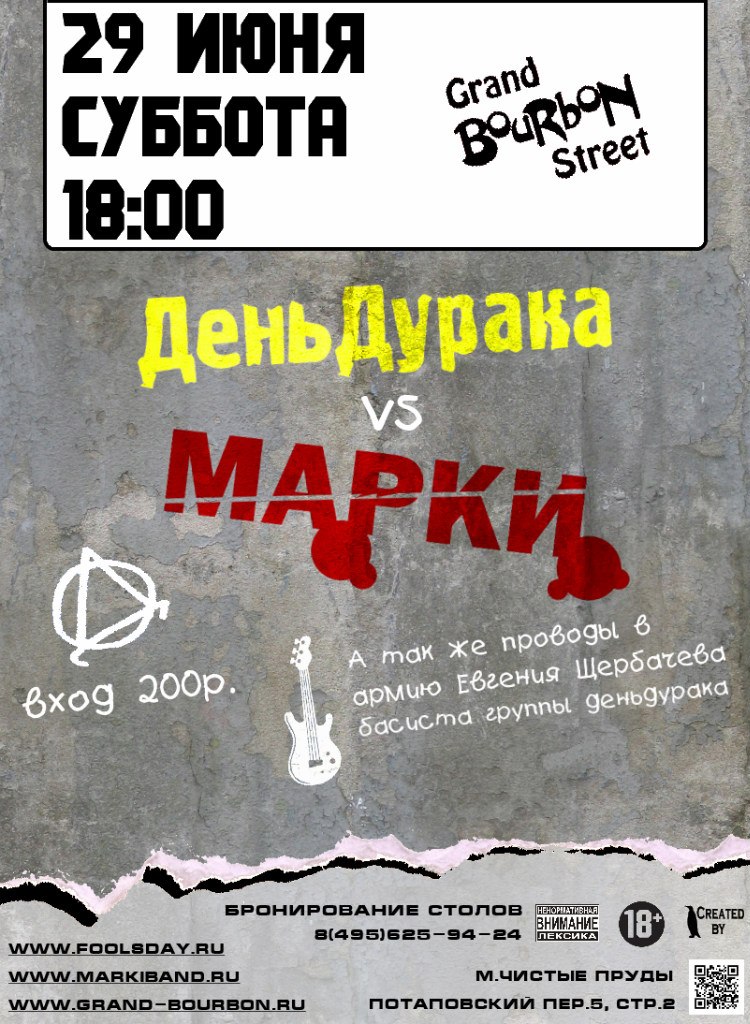 29 ИЮНЯ
СУББОТА
18:00
Grand
BOURBON
Street
ДеньДурака
vs
МАРКИ
вход 200р.
А так же проводы в
армию Евгения Щербачева
басиста группы деньдурака
БРОНИРОВАНИЕ СТОЛОВ
8(495)625-94-24
НЕНОРМАТИВНАЯ
ВНИМАНИЕ
ЛЕКСИКА
18+
CREATED
BY
WWW.FOOLSDAY.RU
WWW.MARKIBAND.RU
WWW.GRAND-BOURBON.RU
М.ЧИСТЫЕ ПРУДЫ
ПОТАПОВСКИЙ ПЕР.5, СТР.2